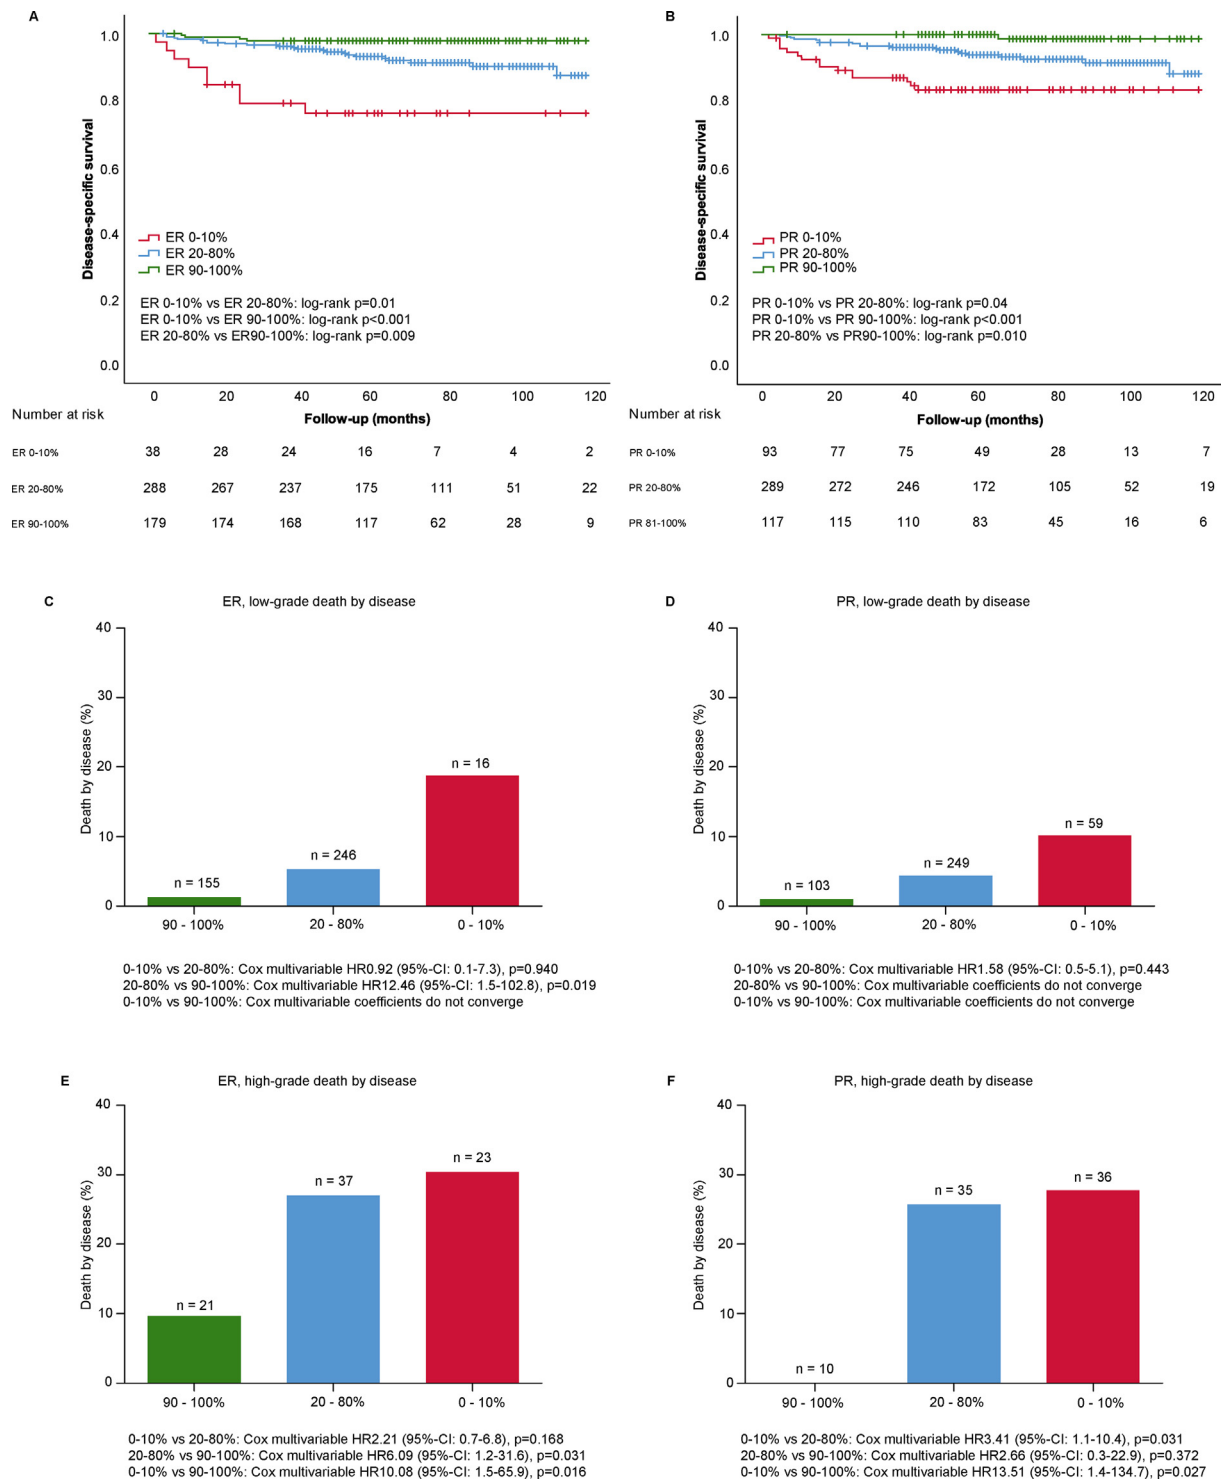 A
1.0
0.8
0.6
0.4
0.2
0.0
Disease-specific survival
ER 0-10%
ER 20-80%
ER 90-100%
ER 0-10% vs ER 20-80%: log-rank p=0.01
ER 0-10% vs ER 90-100%: log-rank p<0.001
ER 20-80% vs ER90-100%: log-rank p=0.009
0 20 40 60 80 100 120
Number at risk
Follow-up (months)
ER 0-10% 38 28 24 16 7 4 2
ER 20-80% 288 267 237 175 111 51 22
ER 90-100% 179 174 168 117 62 28 9
B
1.0
0.8
0.6
0.4
0.2
0.0
Disease-specific survival
PR 0-10%
PR 20-80%
PR 90-100%
PR 0-10% vs PR 20-80%: log-rank p=0.04
PR 0-10% vs PR 90-100%: log-rank p<0.001
PR 20-80% vs PR90-100%: log-rank p=0.010
0 20 40 60 80 100 120
Number at risk
Follow-up (months)
PR 0-10% 93 77 75 49 28 13 7
PR 20-80% 289 272 246 172 105 52 19
PR 81-100% 117 115 110 83 45 16 6
C
ER, low-grade death by disease
40
30
20
10
0
Death by disease (%)
n = 155
n = 246
n = 16
90 - 100% 20 - 80% 0 - 10%
0-10% vs 20-80%: Cox multivariable HR0.92 (95%-CI: 0.1-7.3), p=0.940
20-80% vs 90-100%: Cox multivariable HR12.46 (95%-CI: 1.5-102.8), p=0.019
0-10% vs 90-100%: Cox multivariable coefficients do not converge
D
PR, low-grade death by disease
40
30
20
10
0
Death by disease (%)
n = 103
n = 249
n = 59
90 - 100% 20 - 80% 0 - 10%
0-10% vs 20-80%: Cox multivariable HR1.58 (95%-CI: 0.5-5.1), p=0.443
20-80% vs 90-100%: Cox multivariable coefficients do not converge
0-10% vs 90-100%: Cox multivariable coefficients do not converge
E
ER, high-grade death by disease
40
30
20
10
0
Death by disease (%)
n = 21
n = 37
n = 23
90 - 100% 20 - 80% 0 - 10%
0-10% vs 20-80%: Cox multivariable HR2.21 (95%-CI: 0.7-6.8), p=0.168
20-80% vs 90-100%: Cox multivariable HR6.09 (95%-CI: 1.2-31.6), p=0.031
0-10% vs 90-100%: Cox multivariable HR10.08 (95%-CI: 1.5-65.9), p=0.016
F
PR, high-grade death by disease
40
30
20
10
0
Death by disease (%)
n = 10
n = 35
n = 36
90 - 100% 20 - 80% 0 - 10%
0-10% vs 20-80%: Cox multivariable HR3.41 (95%-CI: 1.1-10.4), p=0.031
20-80% vs 90-100%: Cox multivariable HR2.66 (95%-CI: 0.3-22.9), p=0.372
0-10% vs 90-100%: Cox multivariable HR13.51 (95%-CI: 1.4-134.7), p=0.027